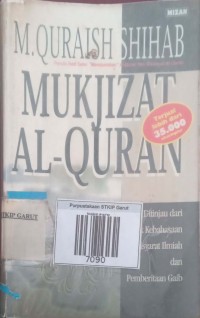 MIZAN
M. QURAISH SHIHAB
MUKJIZAT
AL-QURAN
Terjual
lebih dari
35.000
Ditinjau dari
Kebahasaan
Isyarat Ilmiah
dan
Pemberitaan Gaib
TKIP GARUT
Perpustakaan STKIP Garut
7090